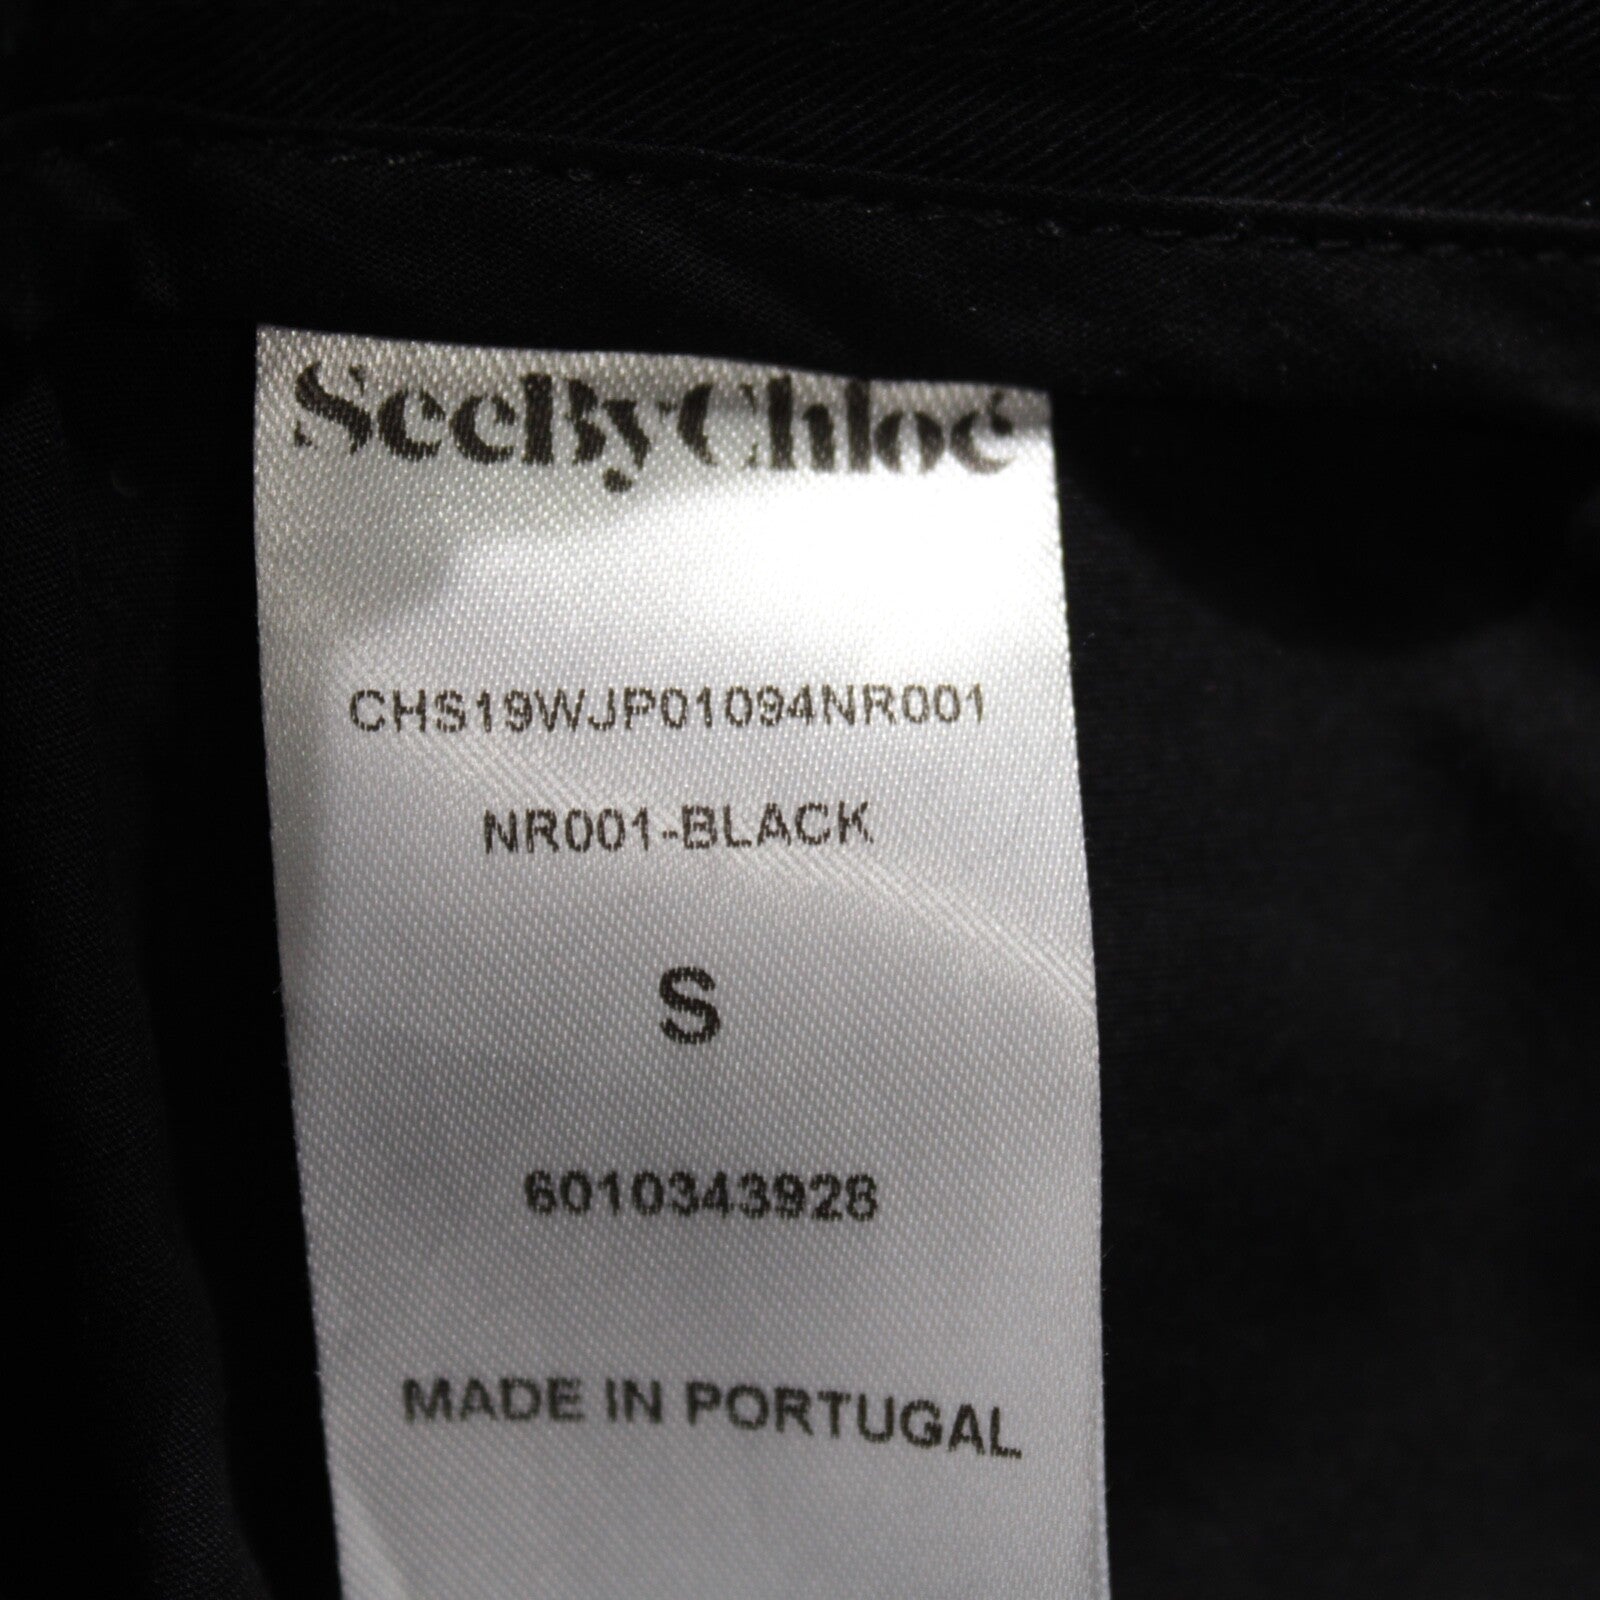 SeeByChloé
CHS19WJP01094NR001
NR001-BLACK
S
6010343928
MADE IN PORTUGAL